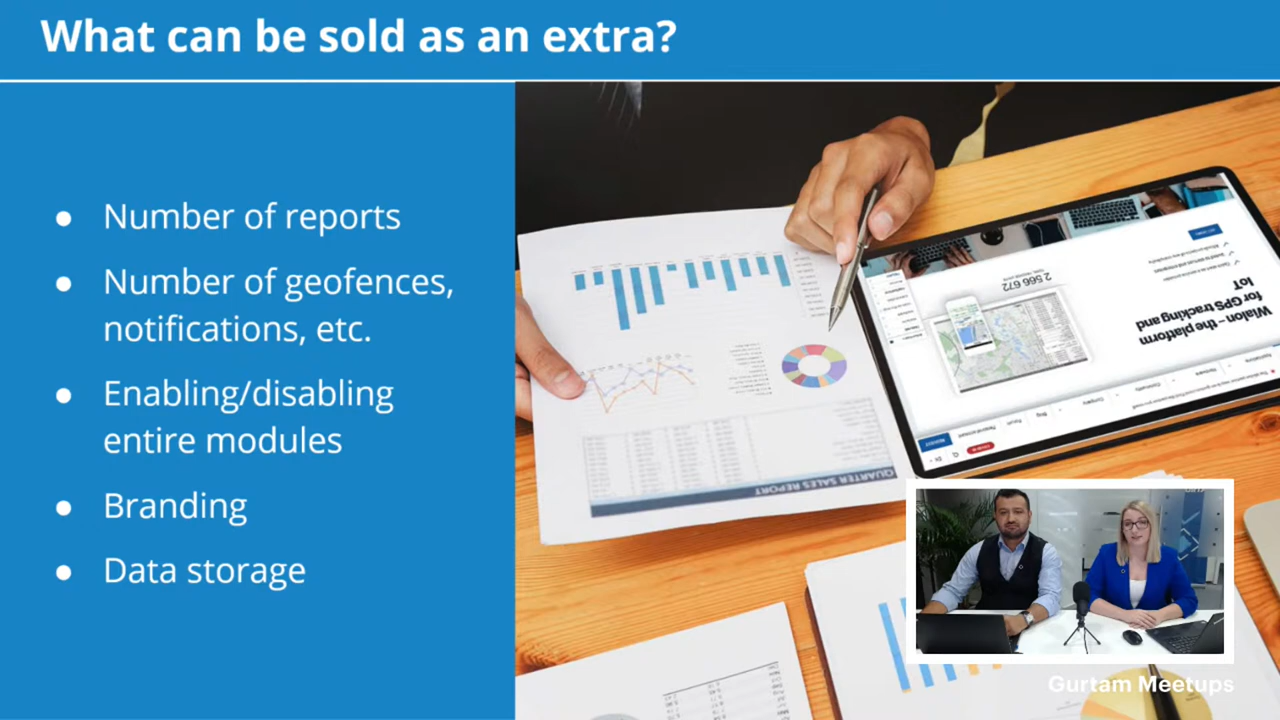 What can be sold as an extra?
● Number of reports
● Number of geofences,
notifications, etc.
● Enabling/disabling
entire modules
● Branding
● Data storage
2 566 672
Wialon – the platform
for GPS tracking and
IoT
QUARTER SALES REPORT
Gurtam Meetups